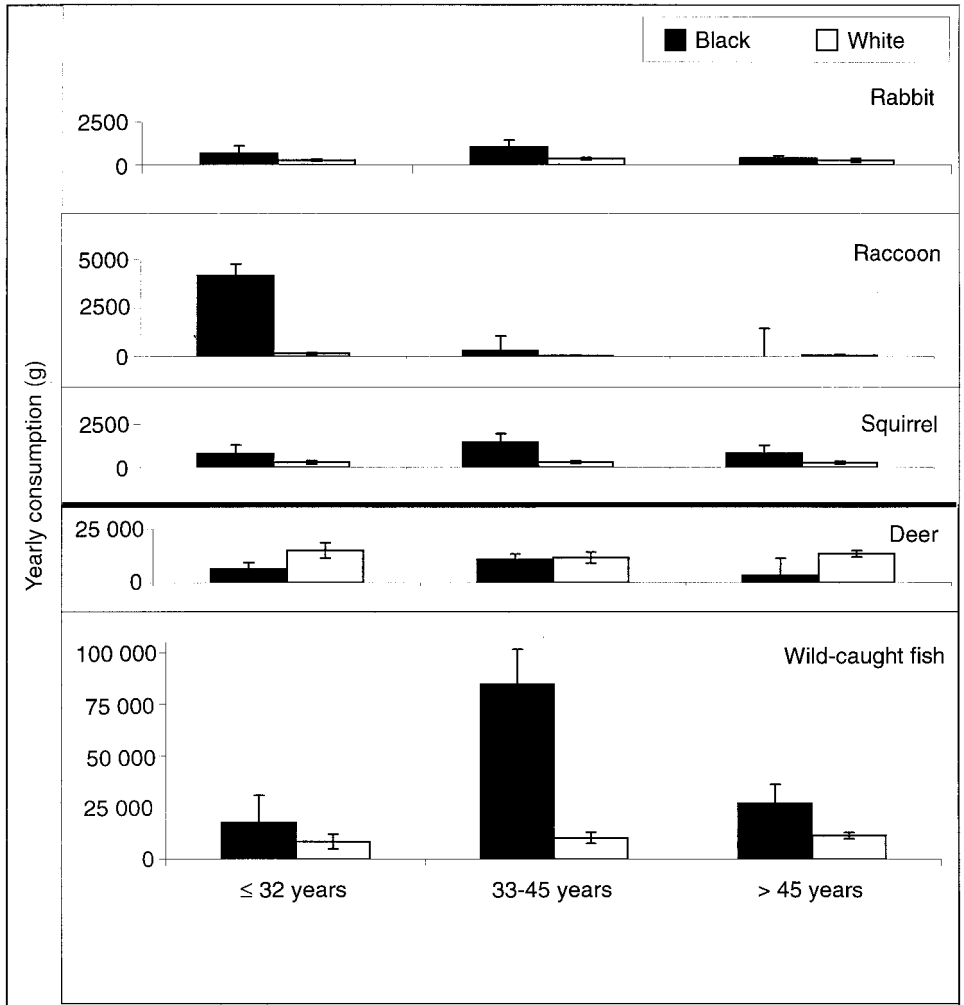 Black White
Rabbit
2500
0
Raccoon
5000
2500
0
Squirrel
2500
0
Deer
25 000
0
Wild-caught fish
100 000
75 000
50 000
25 000
0
≤ 32 years 33-45 years > 45 years
Yearly consumption (g)